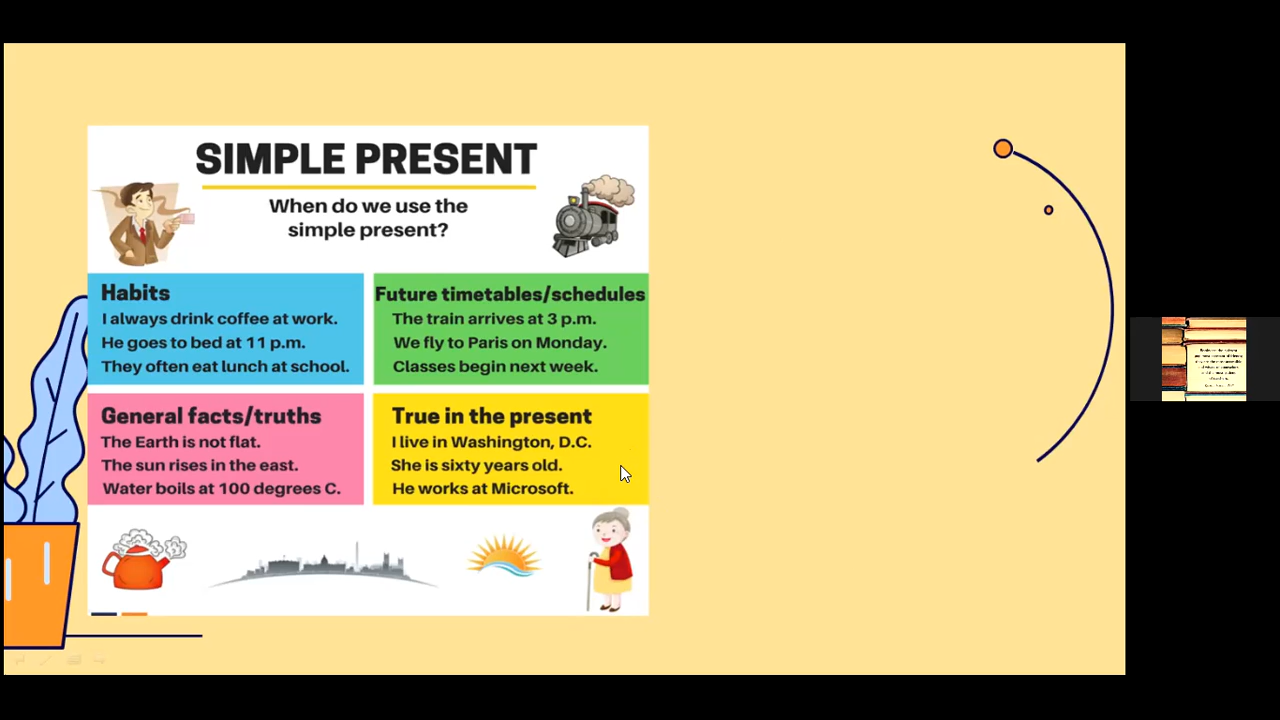 SIMPLE PRESENT
When do we use the
simple present?
Habits
I always drink coffee at work.
He goes to bed at 11 p.m.
They often eat lunch at school.
Future timetables/schedules
The train arrives at 3 p.m.
We fly to Paris on Monday.
Classes begin next week.
General facts/truths
The Earth is not flat.
The sun rises in the east.
Water boils at 100 degrees C.
True in the present
I live in Washington, D.C.
She is sixty years old.
He works at Microsoft.